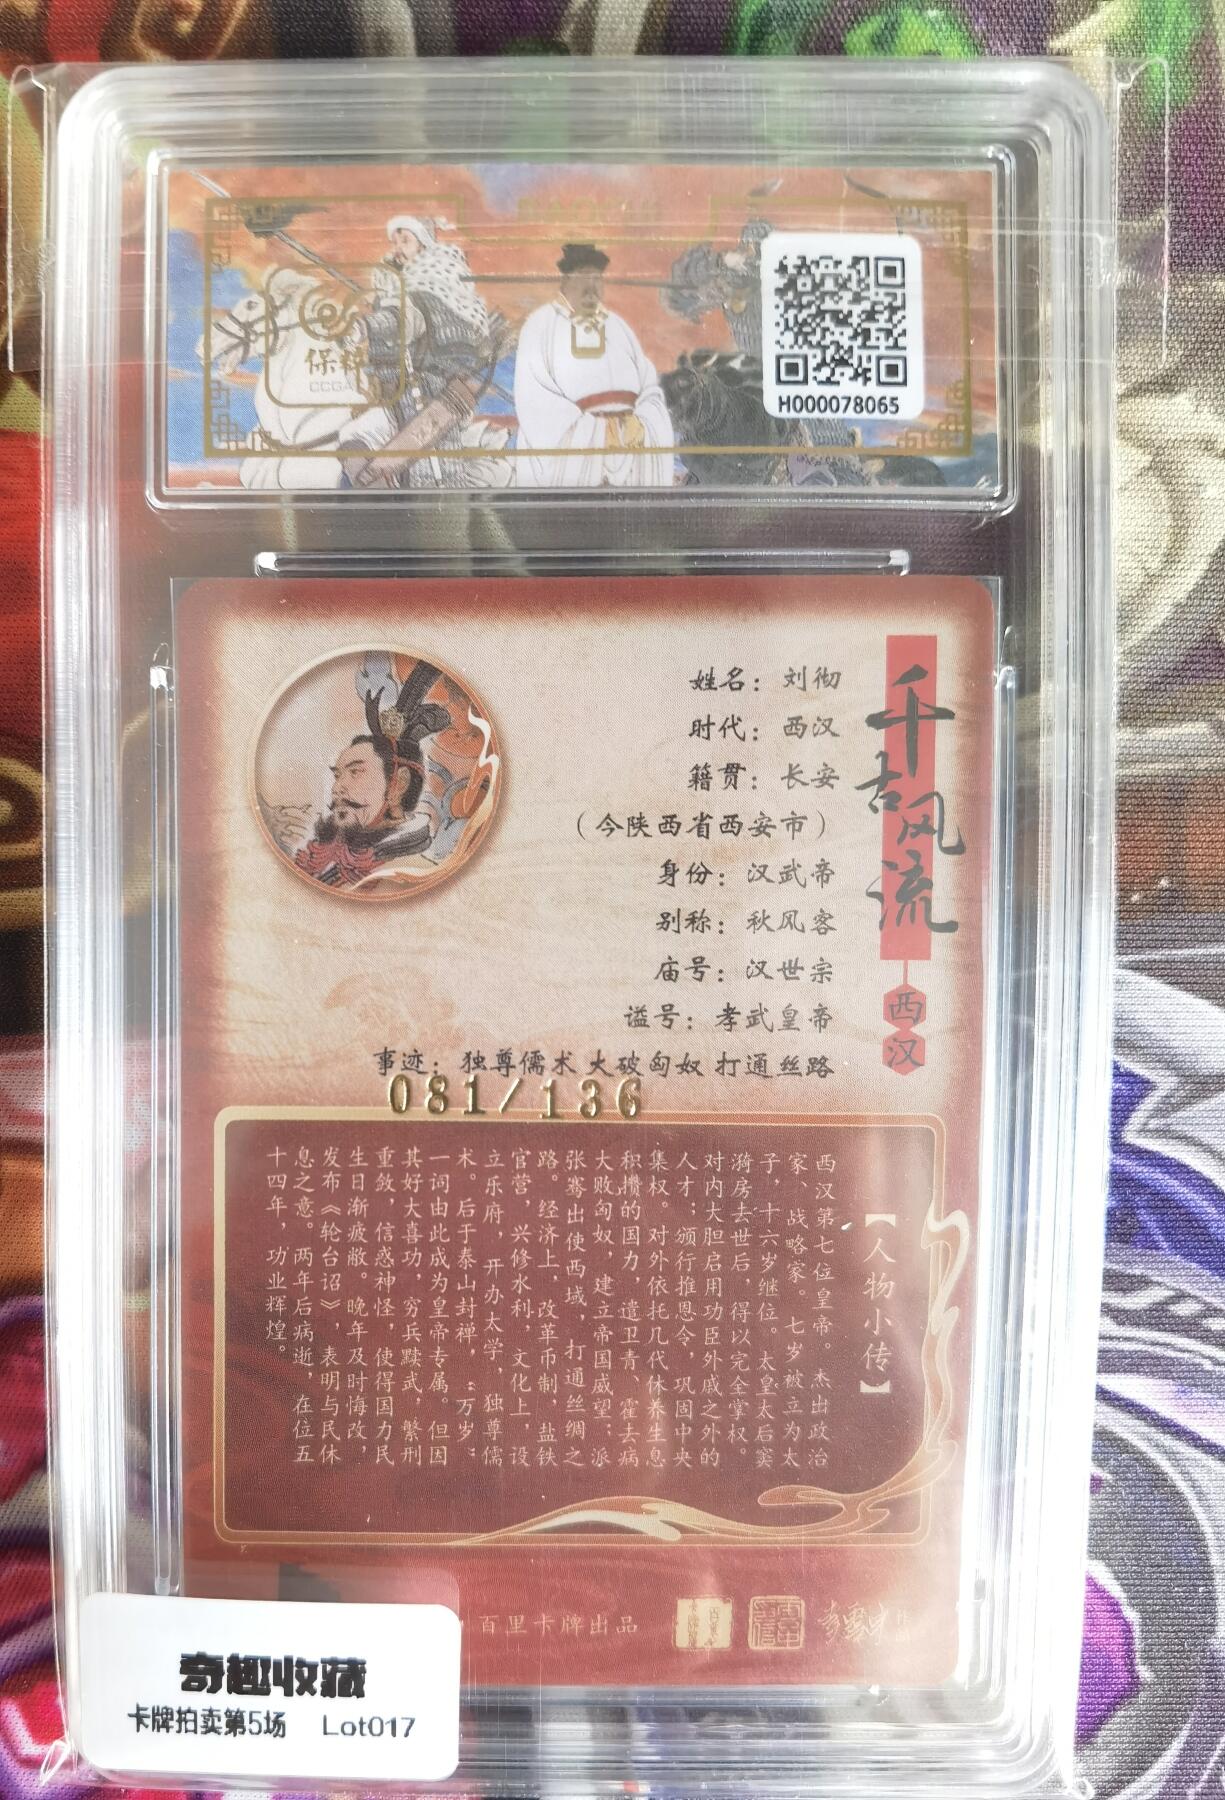 保粹
CCGA
H000078065
千古风流
西汉
姓名：刘彻
时代：西汉
籍贯：长安
（今陕西省西安市）
身份：汉武帝
别称：秋风客
庙号：汉世宗
谥号：孝武皇帝
事迹：独尊儒术 大破匈奴 打通丝路
081/136
【人物小传】
西汉第七位皇帝。杰出政治
家、战略家。七岁被立为太
子，十六岁继位。太皇太后窦
漪房去世后，得以完全掌权。
对内大胆启用功臣外戚之外的
人才；颁行推恩令，巩固中央
集权。对外依托几代休养生息
积攒的国力，遣卫青、霍去病
大败匈奴，建立帝国威望；派
张骞出使西域，打通丝绸之
路。经济上，改革币制，盐铁
官营，兴修水利，文化上，设
立乐府，开办太学，独尊儒
术。后于泰山封禅，“万岁”
一词由此成为皇帝专属。但因
其好大喜功，穷兵黩武，繁刑
重敛，信惑神怪，使得国力民
生日渐疲敝。晚年及时悔改，
发布《轮台诏》，表明与民休
息之意。两年后病逝，在位五
十四年，功业辉煌。
百里卡牌出品
奇趣收藏
卡牌拍卖第5场 Lot017